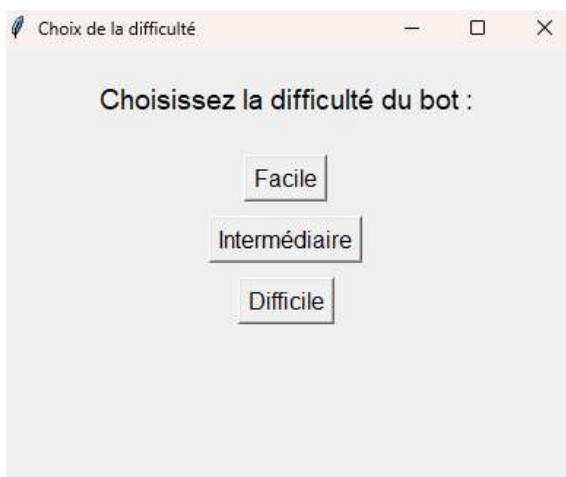 Choix de la difficulté
Choisissez la difficulté du bot :
Facile
Intermédiaire
Difficile